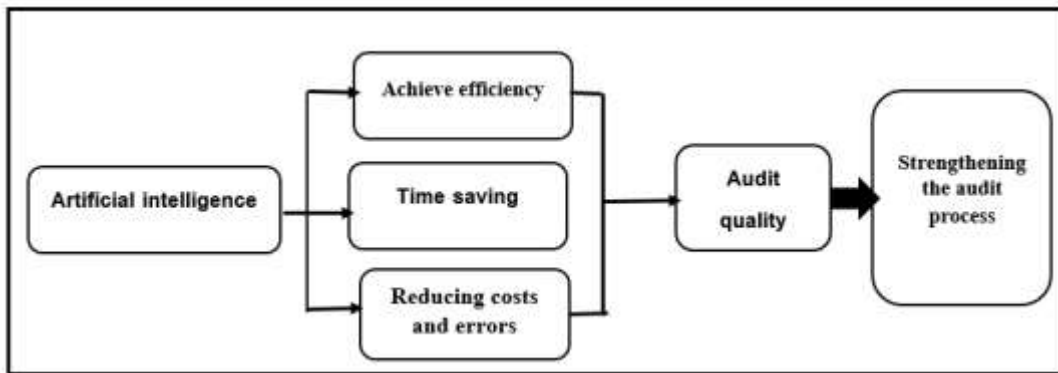 Artificial intelligence
Achieve efficiency
Time saving
Reducing costs
and errors
Audit
quality
Strengthening
the audit
process